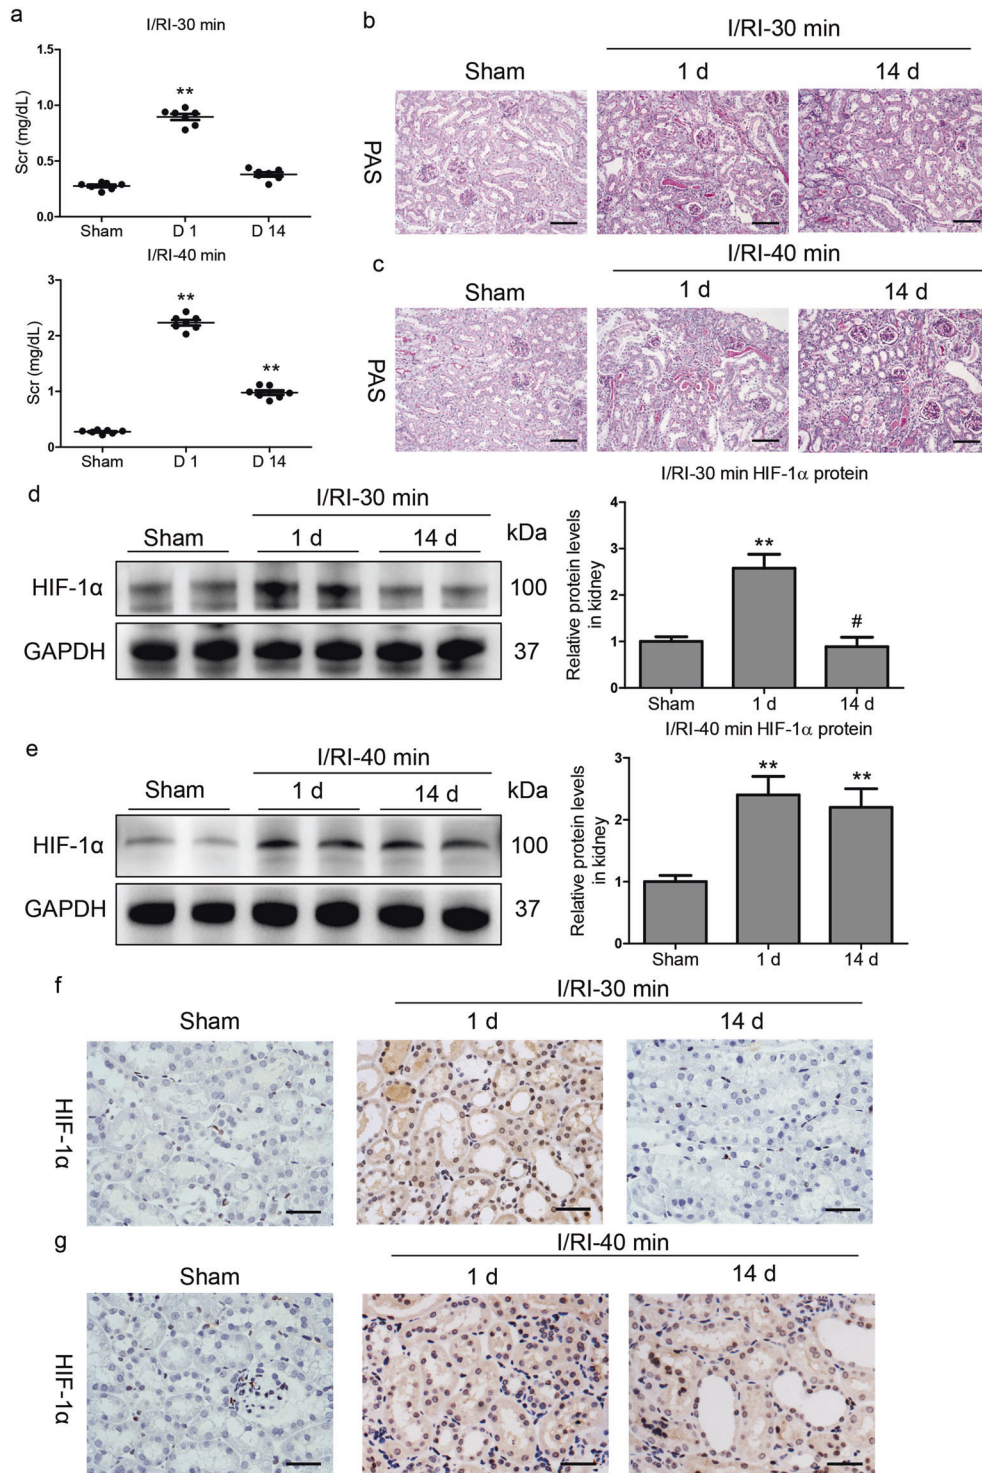 a
I/RI-30 min
1.5
1.0
0.5
0.0
Scr (mg/dL)
**
Sham
D 1
D 14
I/RI-40 min
3
2
1
0
Scr (mg/dL)
**
**
Sham
D 1
D 14
b
I/RI-30 min
Sham
1 d
14 d
PAS
c
I/RI-40 min
Sham
1 d
14 d
PAS
d
I/RI-30 min
Sham
1 d
14 d
kDa
HIF-1α
100
GAPDH
37
I/RI-30 min HIF-1α protein
Relative protein levels
in kidney
4
3
2
1
0
**
#
Sham
1 d
14 d
e
I/RI-40 min
Sham
1 d
14 d
kDa
HIF-1α
100
GAPDH
37
I/RI-40 min HIF-1α protein
Relative protein levels
in kidney
3
2
1
0
**
**
Sham
1 d
14 d
f
I/RI-30 min
Sham
1 d
14 d
HIF-1α
g
I/RI-40 min
Sham
1 d
14 d
HIF-1α